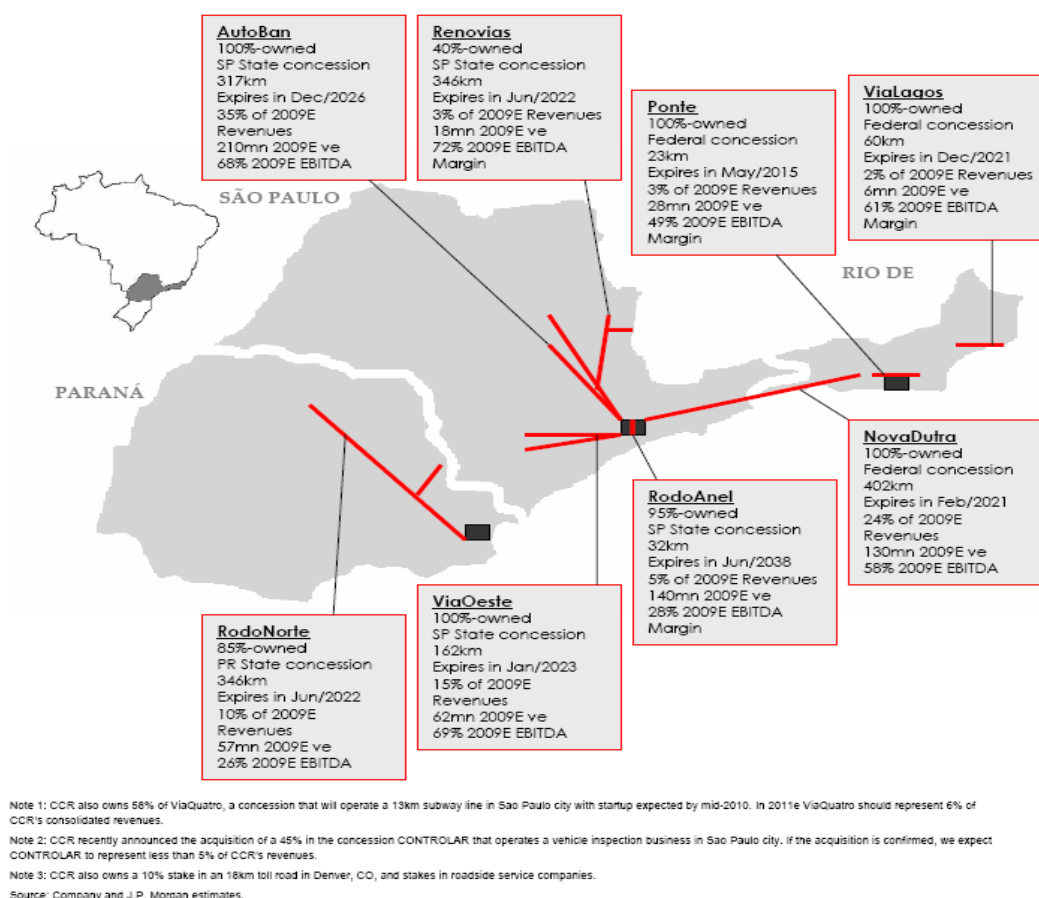 AutoBan
100%-owned
SP State concession
317km
Expires in Dec/2026
35% of 2009E
Revenues
210mn 2009E ve
68% 2009E EBITDA
Renovias
40%-owned
SP State concession
346km
Expires in Jun/2022
3% of 2009E Revenues
18mn 2009E ve
72% 2009E EBITDA
Margin
Ponte
100%-owned
Federal concession
23km
Expires in May/2015
3% of 2009E Revenues
28mn 2009E ve
49% 2009E EBITDA
Margin
ViaLagos
100%-owned
Federal concession
60km
Expires in Dec/2021
2% of 2009E Revenues
6mn 2009E ve
61% 2009E EBITDA
Margin
SÃO PAULO
RIO DE
PARANÁ
NovaDutra
100%-owned
Federal concession
402km
Expires in Feb/2021
24% of 2009E
Revenues
130mn 2009E ve
58% 2009E EBITDA
RodoAnel
95%-owned
SP State concession
32km
Expires in Jun/2038
5% of 2009E Revenues
140mn 2009E ve
28% 2009E EBITDA
Margin
ViaOeste
100%-owned
SP State concession
162km
Expires in Jan/2023
15% of 2009E
Revenues
62mn 2009E ve
69% 2009E EBITDA
RodoNorte
85%-owned
PR State concession
346km
Expires in Jun/2022
10% of 2009E
Revenues
57mn 2009E ve
26% 2009E EBITDA
Note 1: CCR also owns 58% of ViaQuatro, a concession that will operate a 13km subway line in Sao Paulo city with startup expected by mid-2010. In 2011e ViaQuatro should represent 6% of
CCR's consolidated revenues.
Note 2: CCR recently announced the acquisition of a 45% in the concession CONTROLAR that operates a vehicle inspection business in Sao Paulo city. If the acquisition is confirmed, we expect
CONTROLAR to represent less than 5% of CCR's revenues.
Note 3: CCR also owns a 10% stake in an 18km toll road in Denver, CO, and stakes in roadside service companies.
Source: Company and J.P. Morgan estimates.